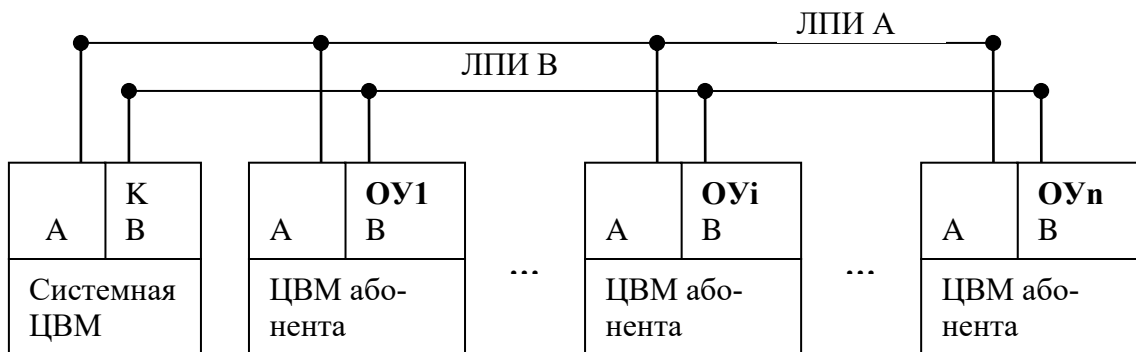 ЛПИ А
ЛПИ В
К
ОУ1
ОУi
ОУn
А
В
А
В
А
В
А
В
...
...
Системная
ЦВМ
ЦВМ або-
нента
ЦВМ або-
нента
ЦВМ або-
нента